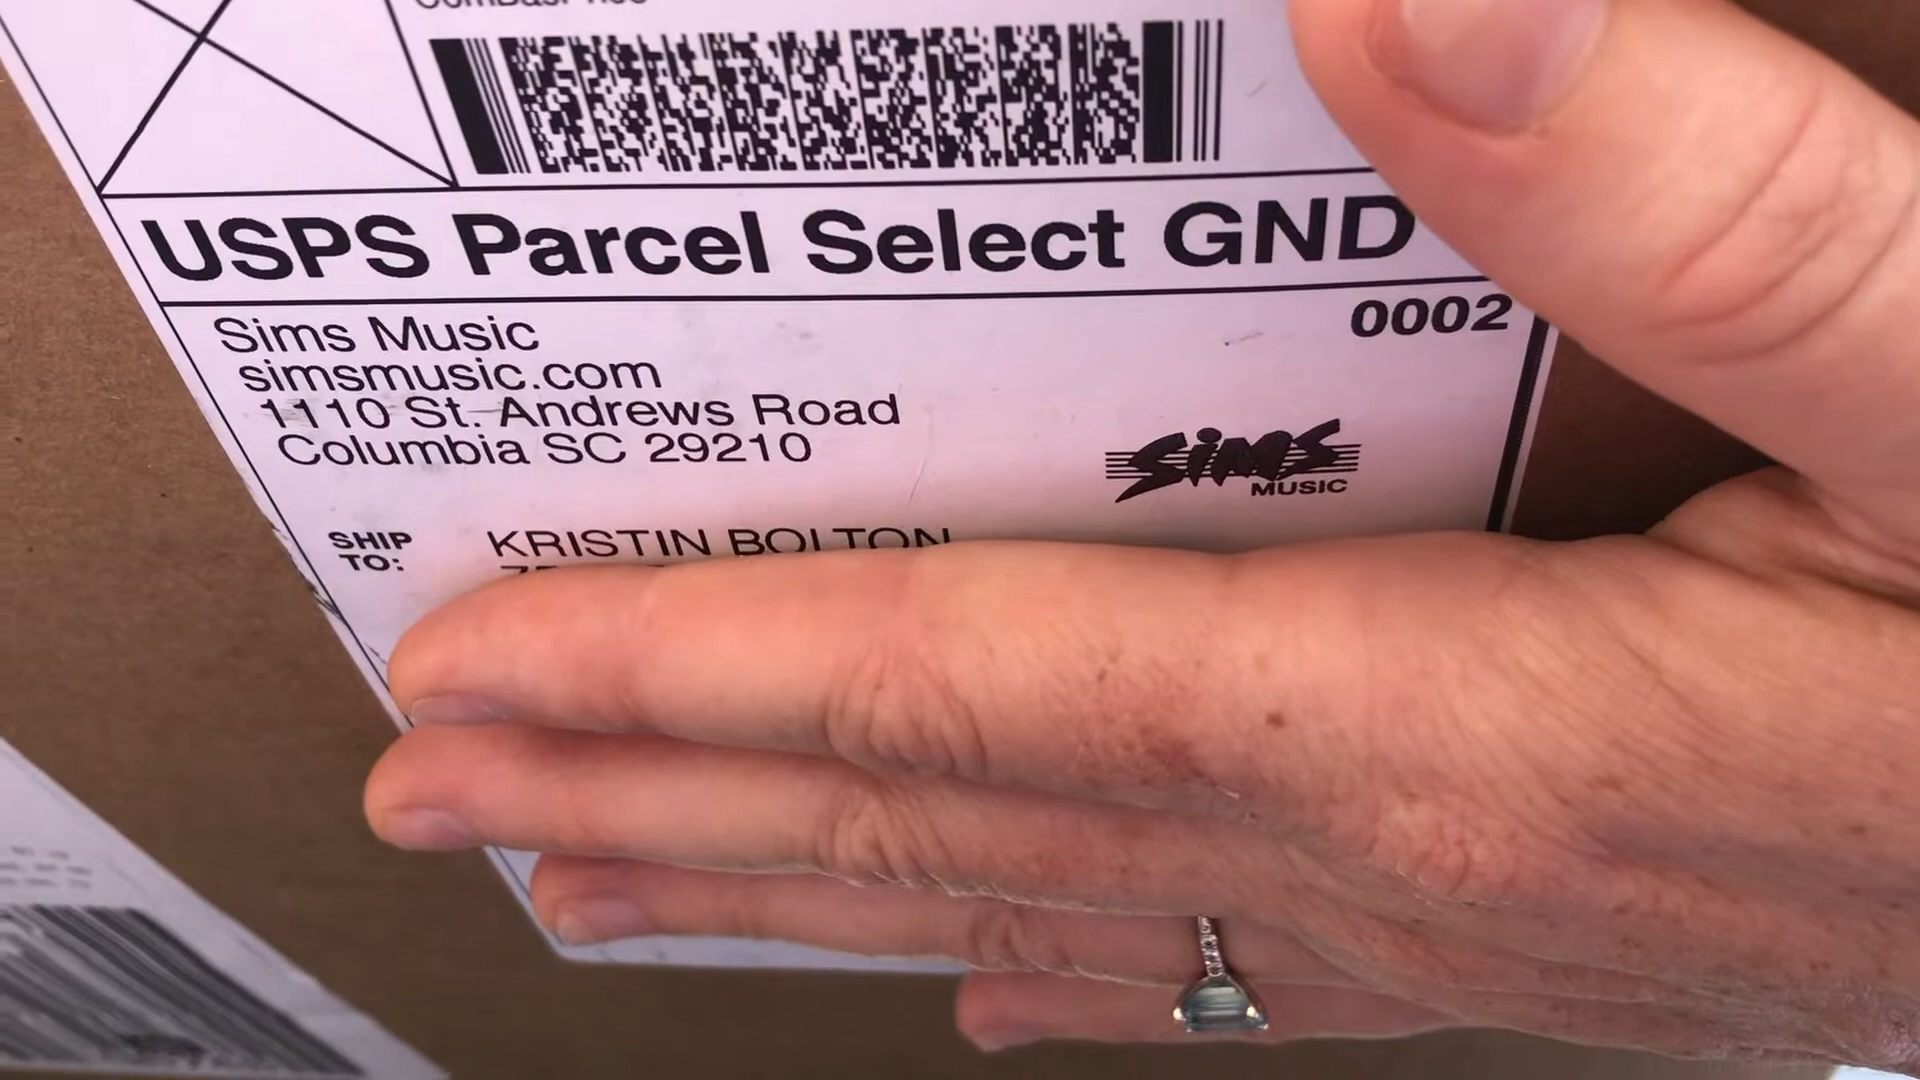 USPS Parcel Select GND
0002
Sims Music
simsmusic.com
1110 St. Andrews Road
Columbia SC 29210
SiMS
MUSIC
SHIP
TO:
KRISTIN BOLTON